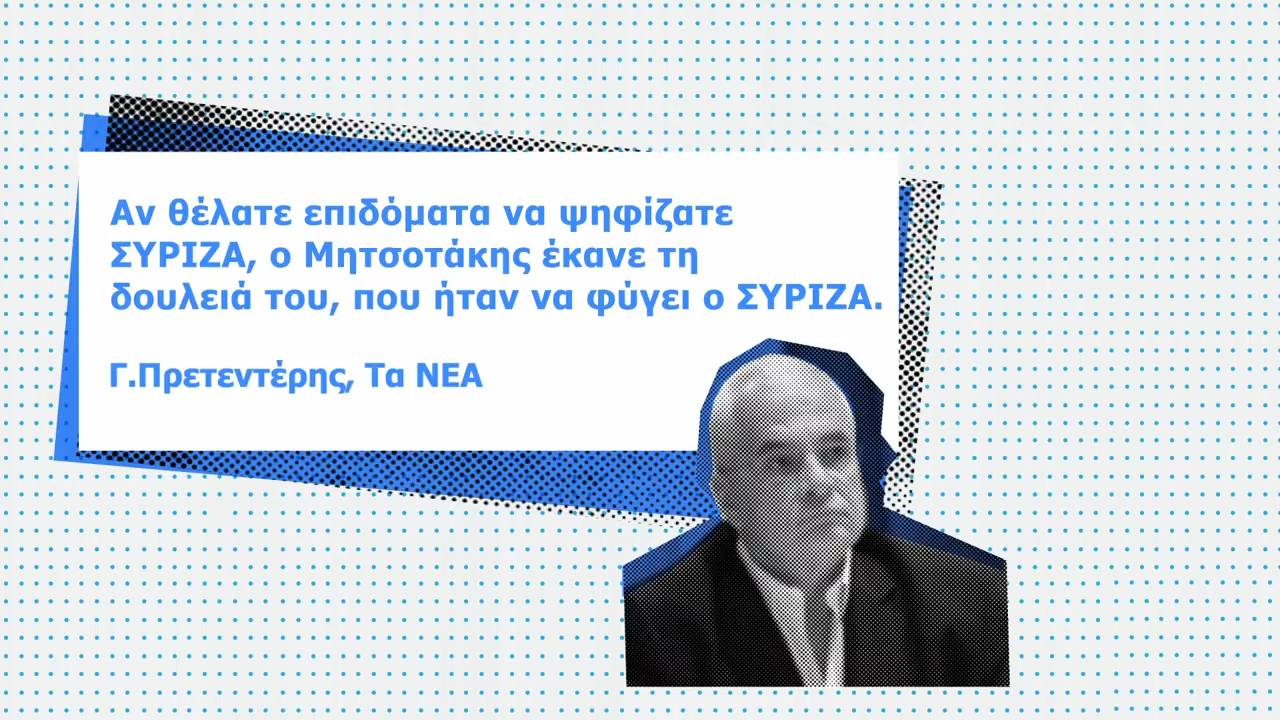 Αν θέλατε επιδόματα να ψηφίζατε
ΣΥΡΙΖΑ, ο Μητσοτάκης έκανε τη
δουλειά του, που ήταν να φύγει ο ΣΥΡΙΖΑ.
Γ.Πρετεντέρης, Τα ΝΕΑ